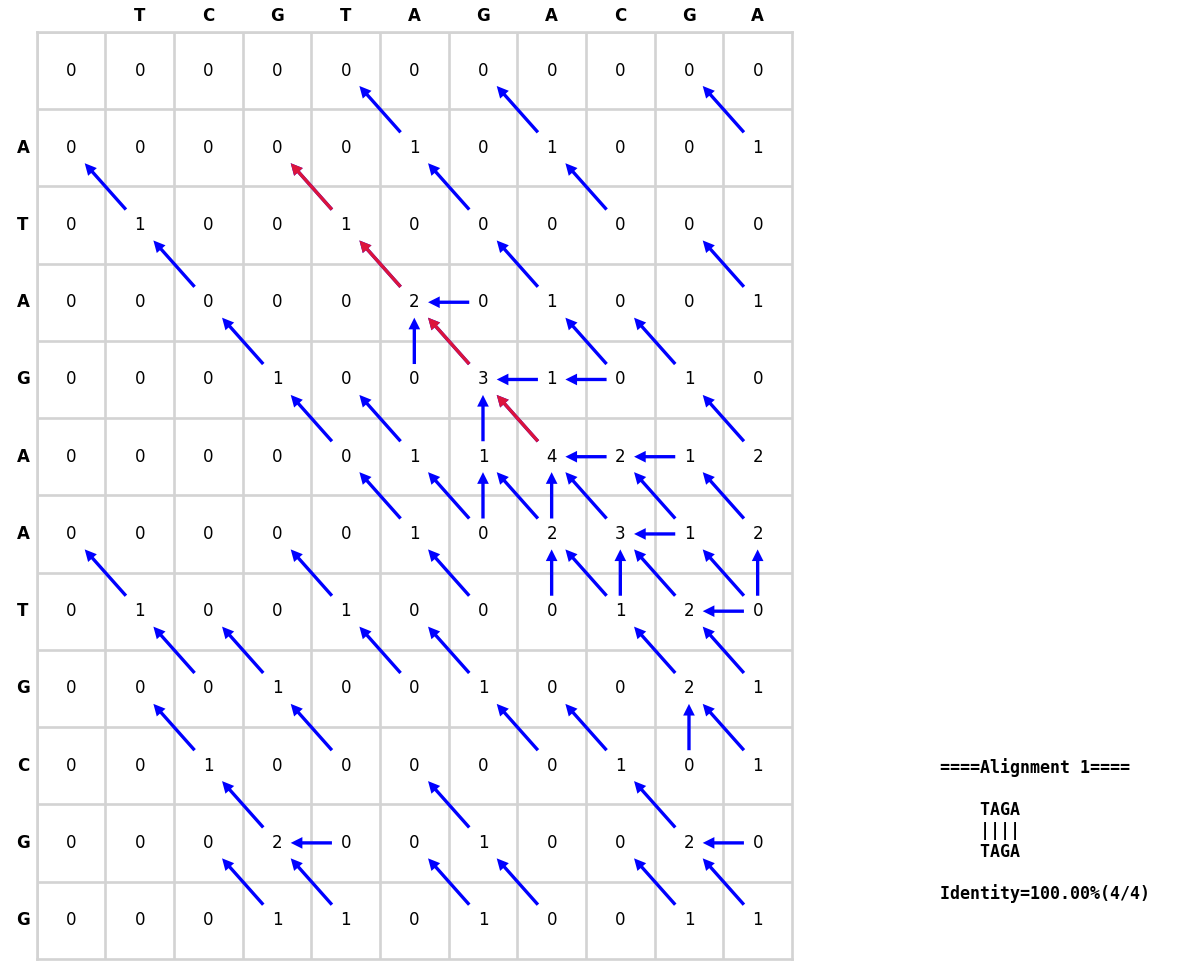 T C G T A G A C G A
0 0 0 0 0 0 0 0 0 0 0
A 0 0 0 0 0 1 0 1 0 0 1
T 0 1 0 0 1 0 0 0 0 0 0
A 0 0 0 0 0 2 0 1 0 0 1
G 0 0 0 1 0 0 3 1 0 1 0
A 0 0 0 0 0 1 1 4 2 1 2
A 0 0 0 0 0 1 0 2 3 1 2
T 0 1 0 0 1 0 0 0 1 2 0
G 0 0 0 1 0 0 1 0 0 2 1
C 0 0 1 0 0 0 0 0 1 0 1
G 0 0 0 2 0 0 1 0 0 2 0
G 0 0 0 1 1 0 1 0 0 1 1
====Alignment 1====
TAGA
||||
TAGA
Identity=100.00%(4/4)